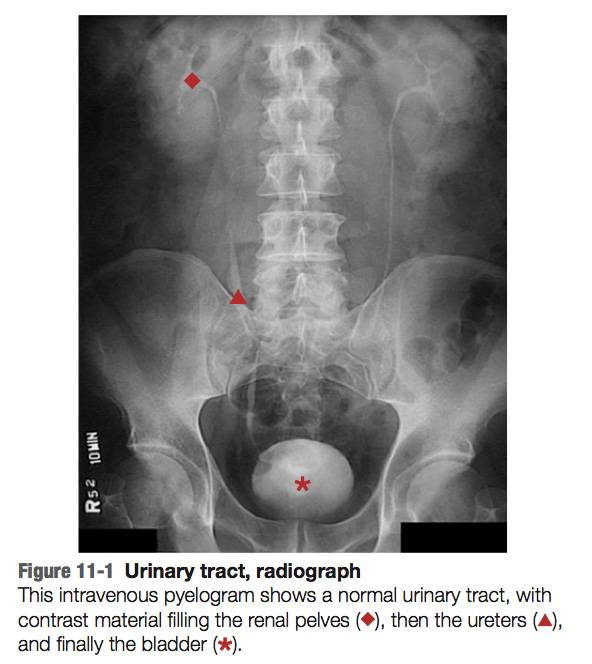 R52 10MIN
Figure 11-1 Urinary tract, radiograph
This intravenous pyelogram shows a normal urinary tract, with
contrast material filling the renal pelves (◆), then the ureters (▲),
and finally the bladder (*).